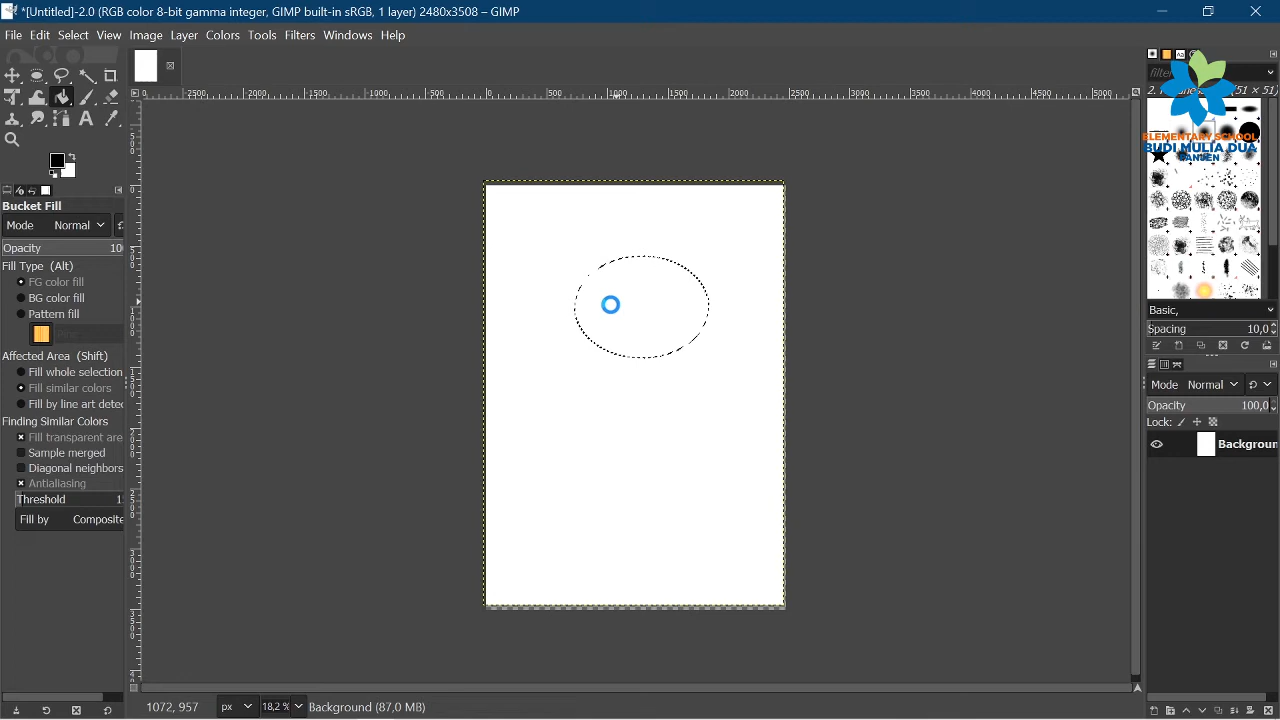 *[Untitled]-2.0 (RGB color 8-bit gamma integer, GIMP built-in sRGB, 1 layer) 2480x3508 – GIMP
File Edit Select View Image Layer Colors Tools Filters Windows Help
ELEMENTARY SCHOOL
BUDI MULIA DUA
Bucket Fill
Mode Normal
Opacity 10
Fill Type (Alt)
FG color fill
BG color fill
Pattern fill
Affected Area (Shift)
Fill whole selection
Fill similar colors
Fill by line art detec
Finding Similar Colors
Fill transparent are
Sample merged
Diagonal neighbors
Antialiasing
Threshold 1
Fill by Composite
Basic,
Spacing 10,0
Mode Normal
Opacity 100,0
Lock:
Backgroun
1072, 957 px 18,2 % Background (87,0 MB)